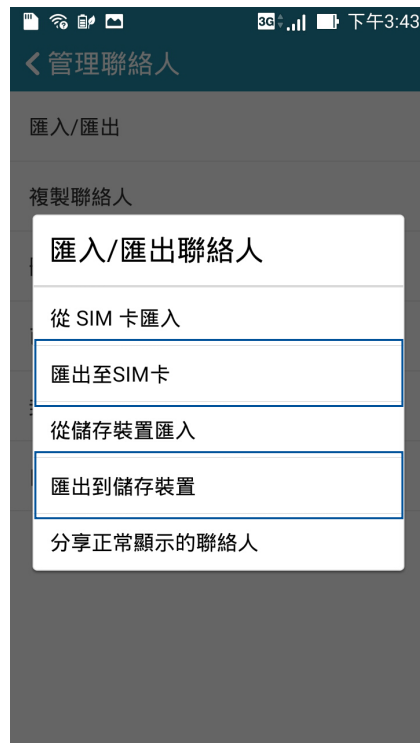 3G 下午3:43
管理聯絡人
匯入/匯出
複製聯絡人
匯入/匯出聯絡人
從 SIM 卡匯入
匯出至SIM卡
從儲存裝置匯入
匯出到儲存裝置
分享正常顯示的聯絡人